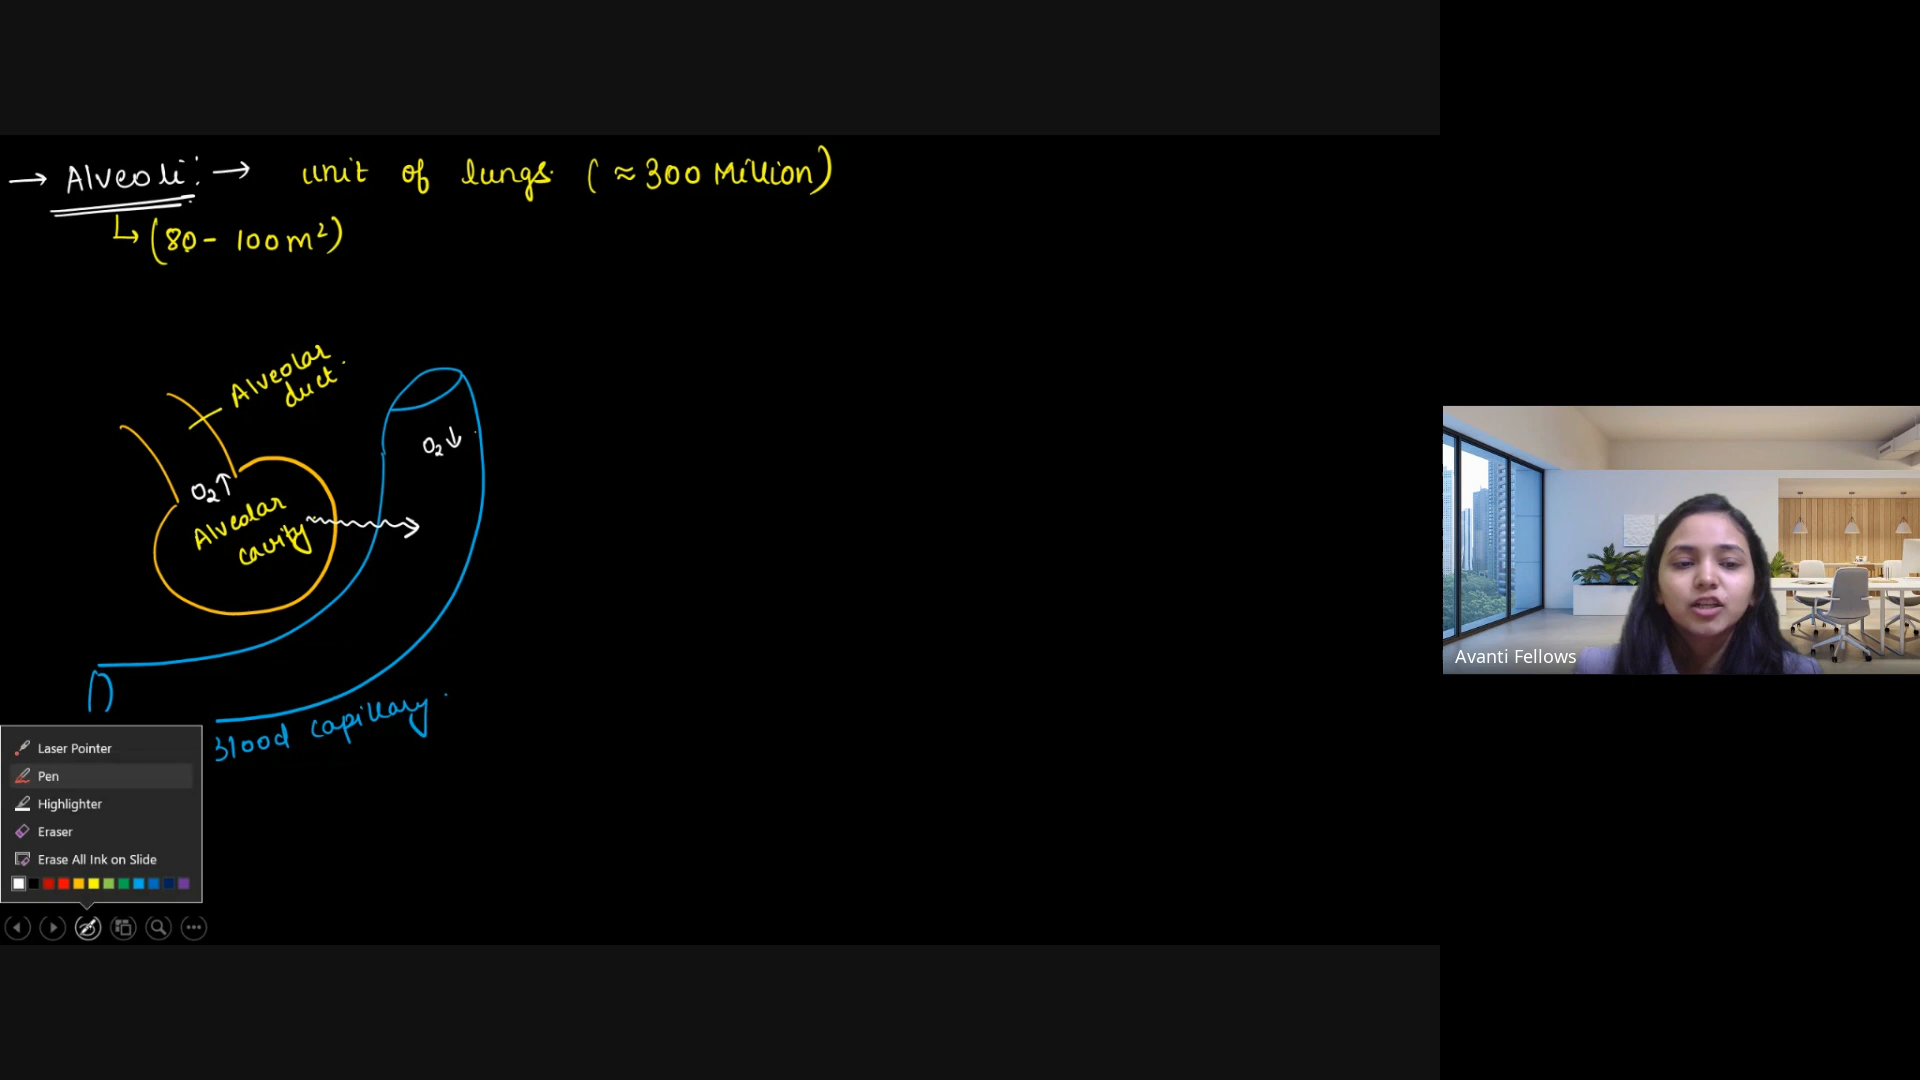 → Alveoli: → unit of lungs (≈ 300 Million)
↳ (80 - 100 m²)
Alveolar
duct
O₂↓
O₂↑
Alveolar
cavity
Blood capillary
Laser Pointer
Pen
Highlighter
Eraser
Erase All Ink on Slide
Avanti Fellows